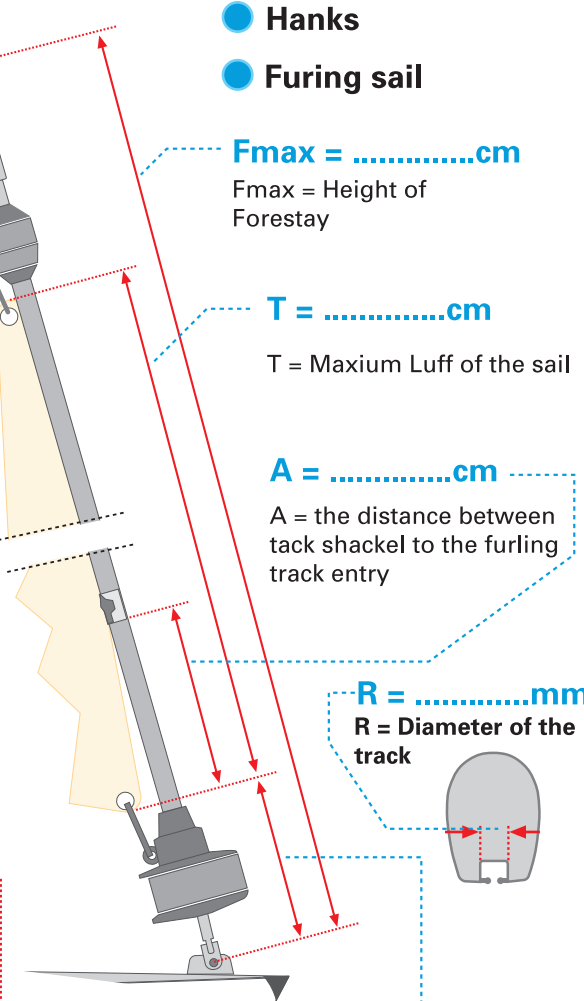 Hanks
Furing sail
Fmax = .............cm
Fmax = Height of
Forestay
T = .............cm
T = Maxium Luff of the sail
A = .............cm
A = the distance between
tack shackel to the furling
track entry
R = .............mm
R = Diameter of the
track